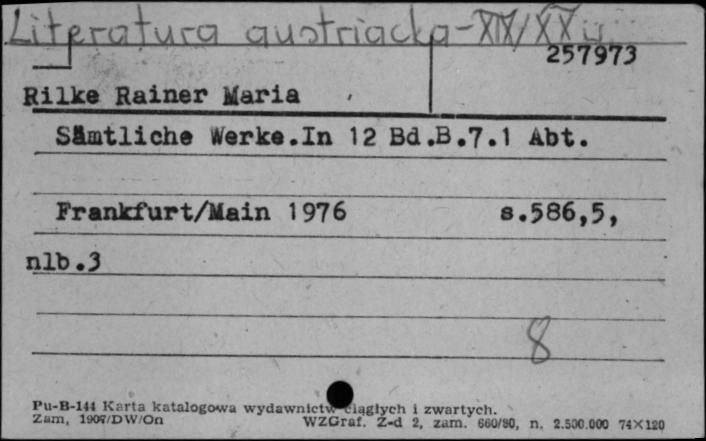 Literatura austriacka-XIX/XX w
257973
Rilke Rainer Maria
Sämtliche Werke.In 12 Bd.B.7.1 Abt.
Frankfurt/Main 1976 s.586,5,
nlb.3
8
Pu-B-144 Karta katalogowa wydawnictw ciągłych i zwartych.
Zam, 1907/DW/On WZGraf. Z-d 2, zam. 660/80, n. 2.500.000 74×120